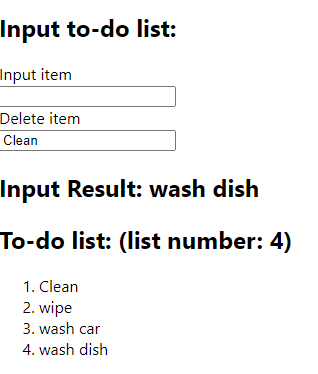 Input to-do list:
Input item
Delete item
Clean
Input Result: wash dish
To-do list: (list number: 4)
1. Clean
2. wipe
3. wash car
4. wash dish